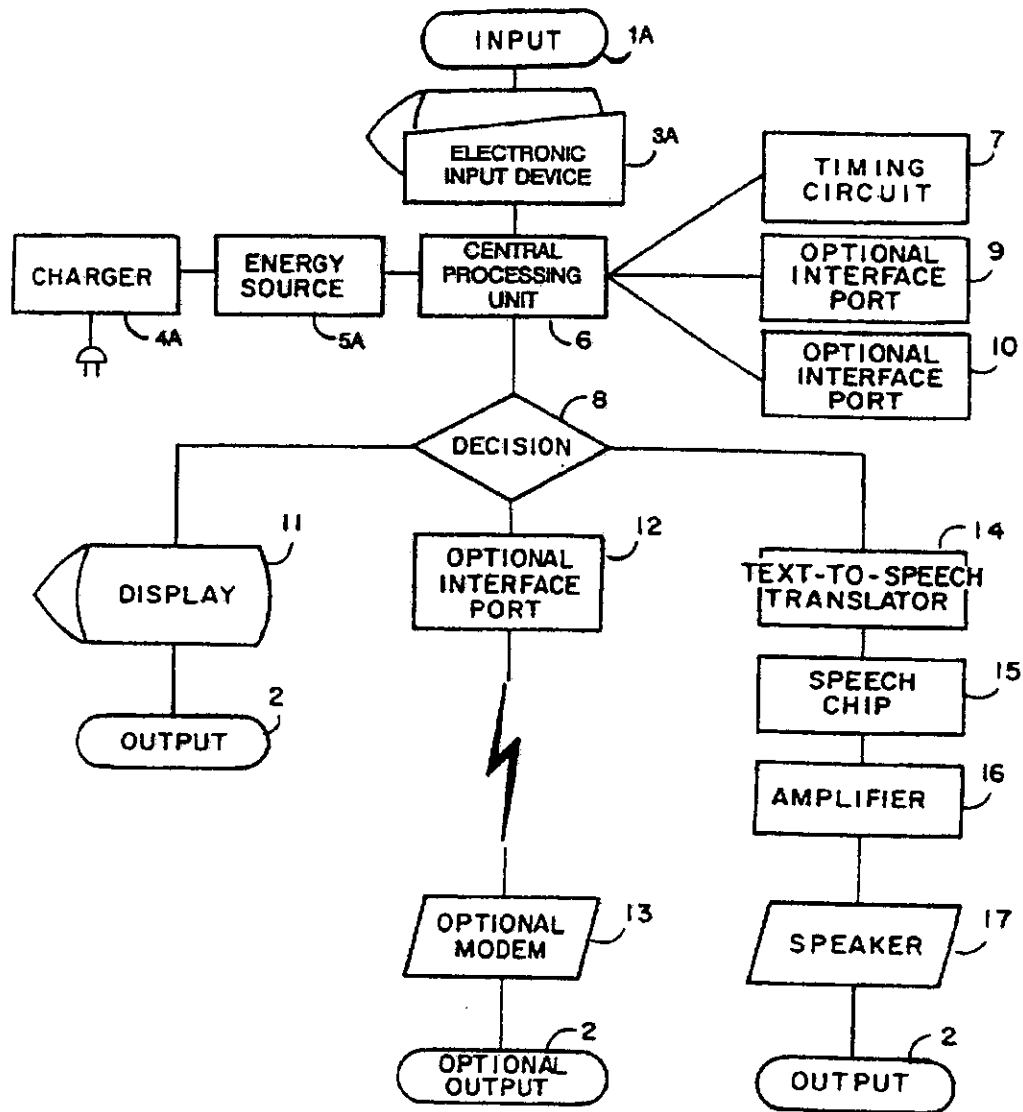 INPUT
1A
ELECTRONIC
INPUT DEVICE
3A
TIMING
CIRCUIT
7
CHARGER
4A
ENERGY
SOURCE
5A
CENTRAL
PROCESSING
UNIT
6
OPTIONAL
INTERFACE
PORT
9
OPTIONAL
INTERFACE
PORT
10
DECISION
8
DISPLAY
11
OPTIONAL
INTERFACE
PORT
12
TEXT-TO-SPEECH
TRANSLATOR
14
SPEECH
CHIP
15
OUTPUT
2
AMPLIFIER
16
OPTIONAL
MODEM
13
SPEAKER
17
OPTIONAL
OUTPUT
2
OUTPUT
2